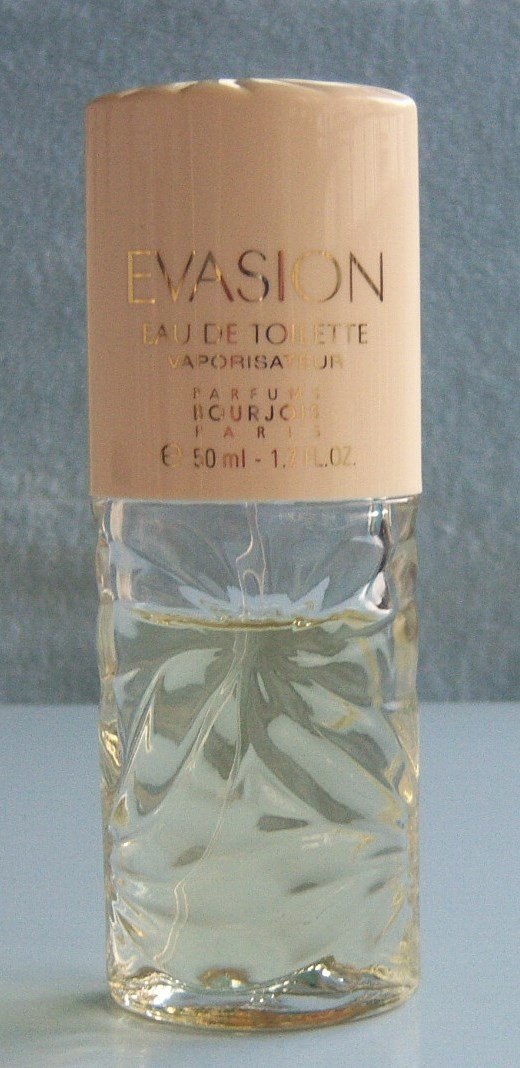 EVASION
EAU DE TOILETTE
VAPORISATEUR
PARFUMS
BOURJOIS
PARIS
℮ 50 ml - 1.7 FL.OZ.